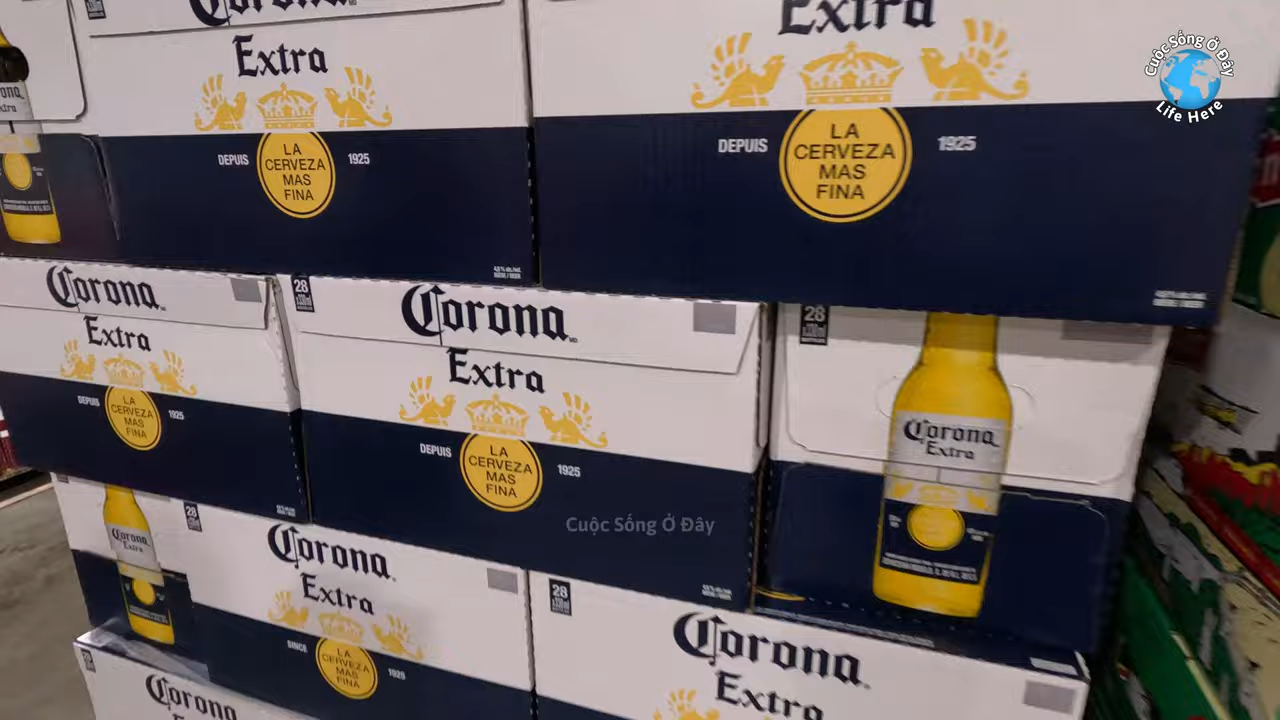 Corona
Extra
DEPUIS
LA
CERVEZA
MAS
FINA
1925
Extra
DEPUIS
LA
CERVEZA
MAS
FINA
1925
Cuộc Sống Ở Đây
Life Here
Corona
Extra
DEPUIS
LA
CERVEZA
MAS
FINA
1925
28
Corona
Extra
DEPUIS
LA
CERVEZA
MAS
FINA
1925
28
Corona
Extra
Cuộc Sống Ở Đây
Corona
Extra
28
Corona
Extra
SINCE
LA
CERVEZA
MAS
FINA
1925
28
Corona
Extra
Corona